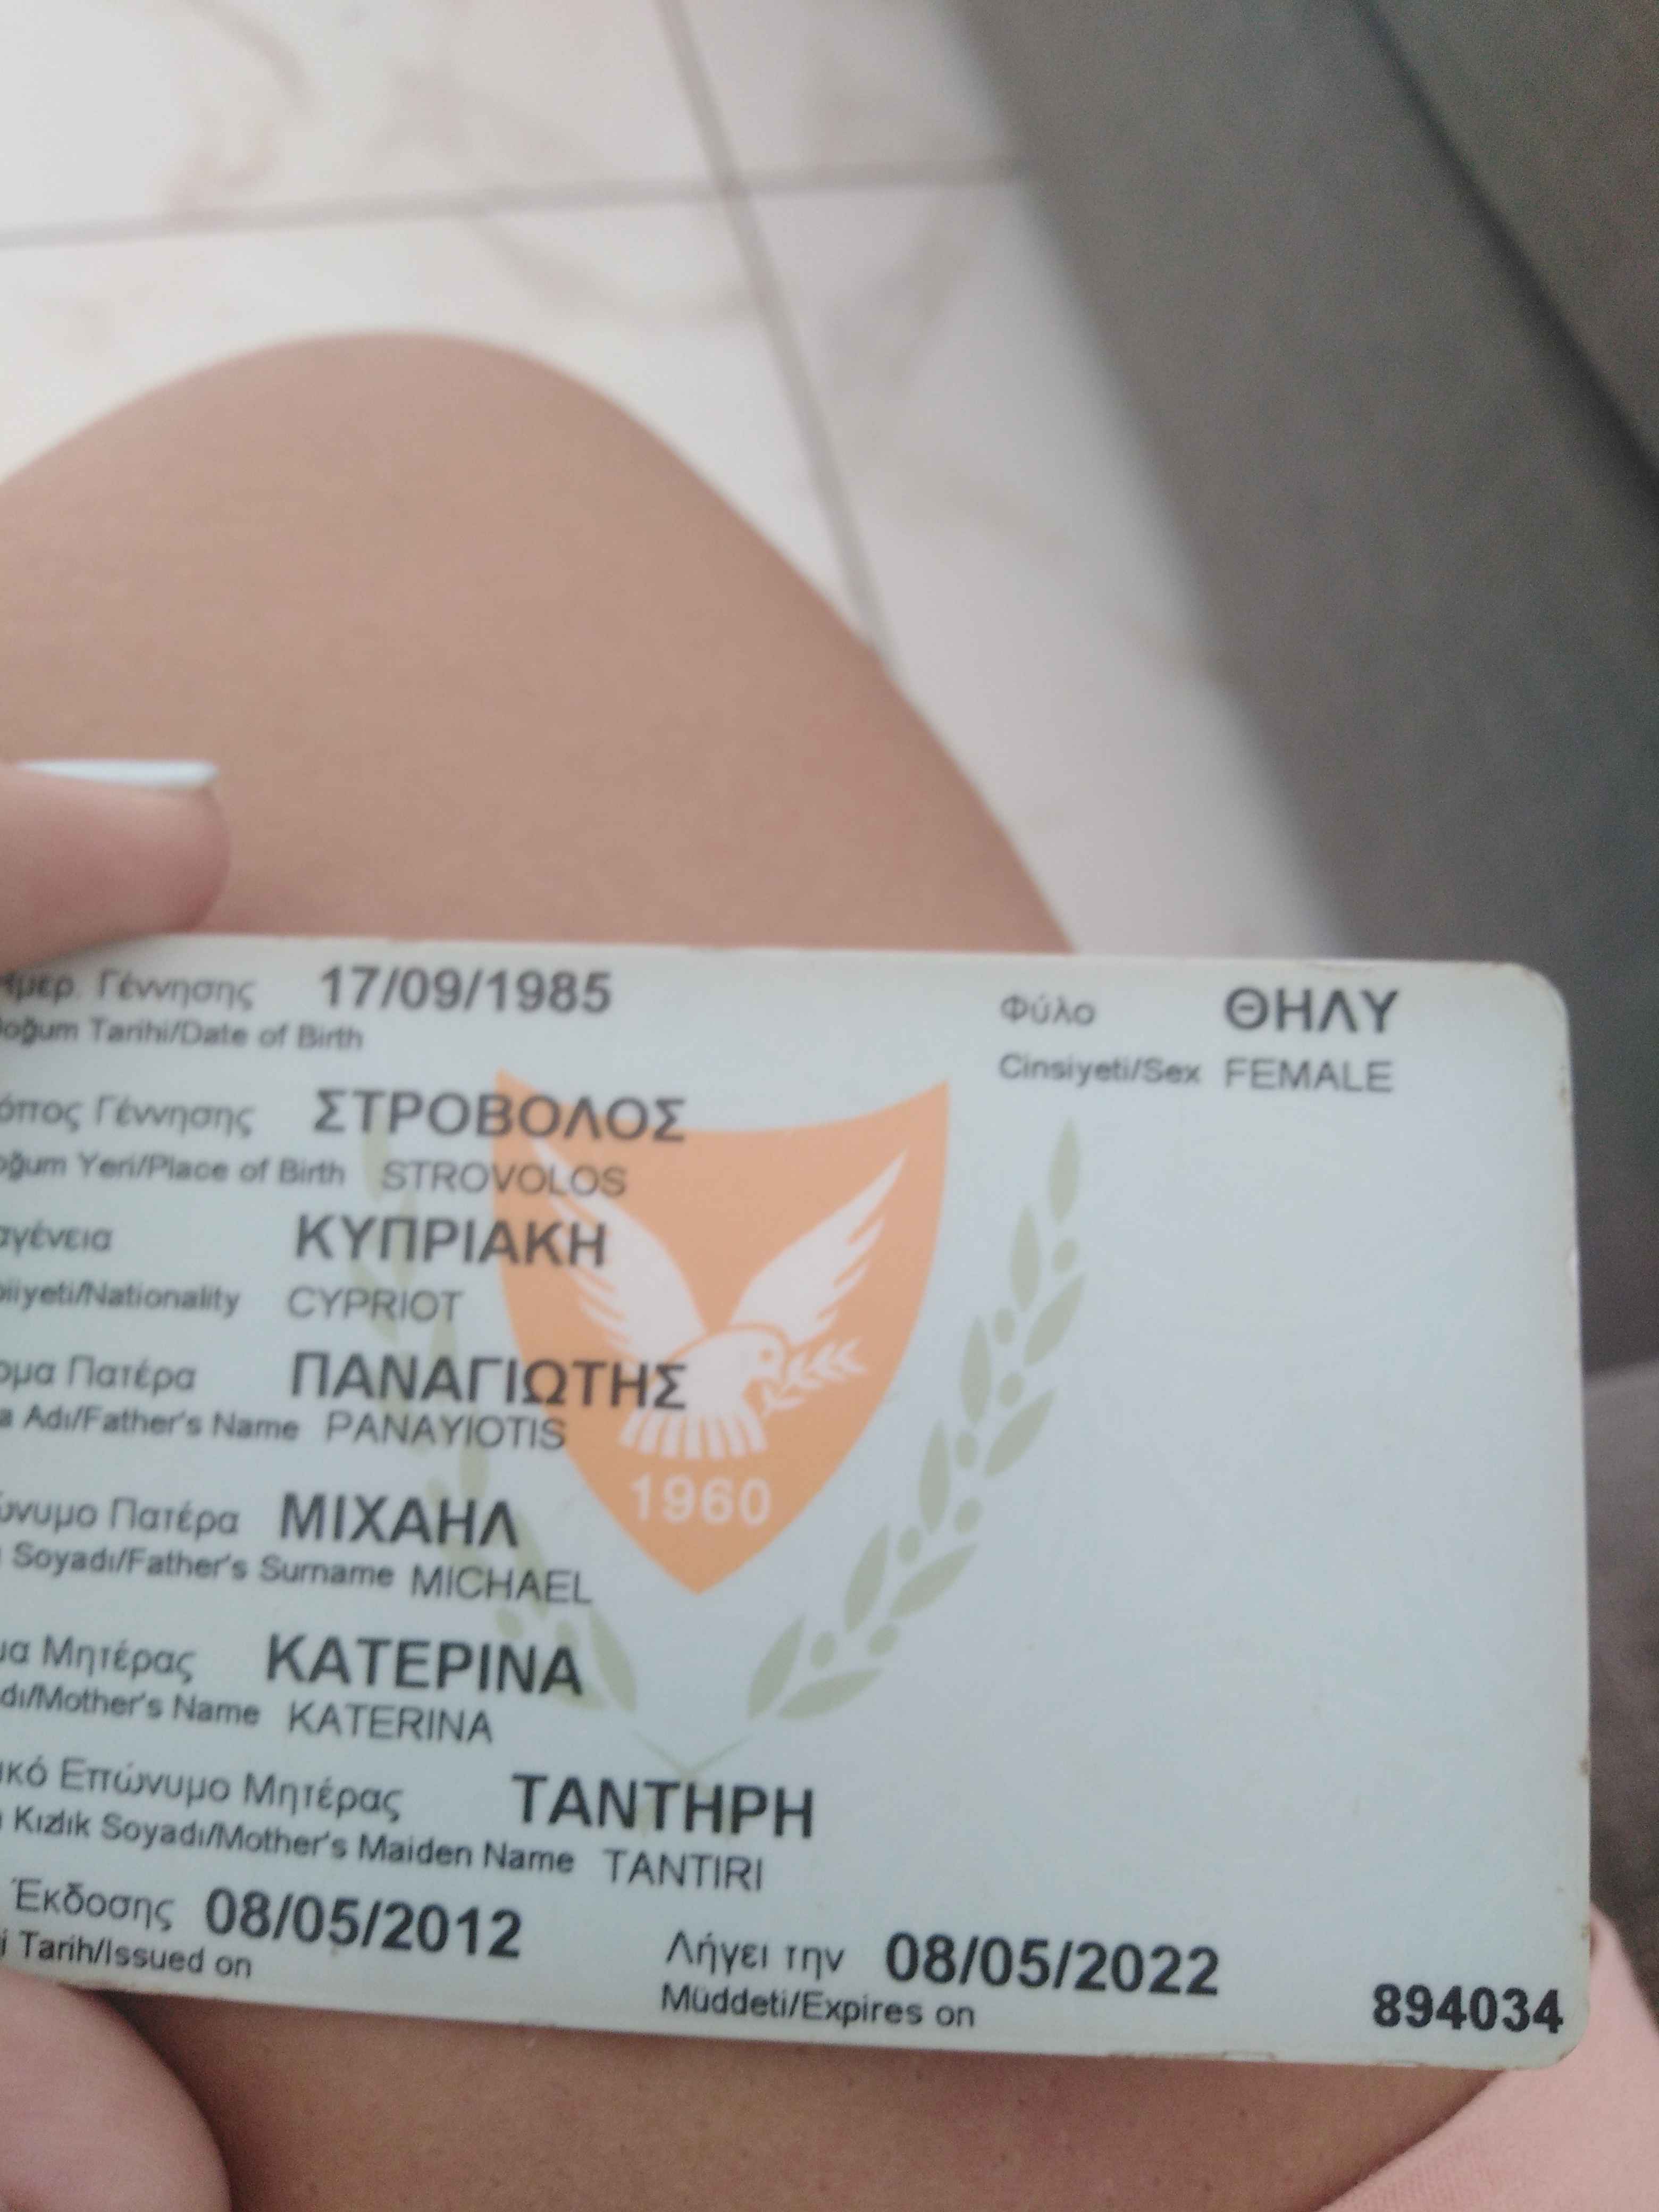 Ημερ. Γέννησης 17/09/1985 Φύλο ΘΗΛΥ
Doğum Tarihi/Date of Birth Cinsiyeti/Sex FEMALE
όπος Γέννησης ΣΤΡΟΒΟΛΟΣ
oğum Yeri/Place of Birth STROVOLOS
αγένεια ΚΥΠΡΙΑΚΗ
biiyeti/Nationality CYPRIOT
ομα Πατέρα ΠΑΝΑΓΙΩΤΗΣ
a Adı/Father's Name PANAYIOTIS
1960
ώνυμο Πατέρα ΜΙΧΑΗΛ
Soyadı/Father's Surname MICHAEL
μα Μητέρας ΚΑΤΕΡΙΝΑ
dı/Mother's Name KATERINA
ικό Επώνυμο Μητέρας ΤΑΝΤΗΡΗ
Kızlık Soyadı/Mother's Maiden Name TANTIRI
Έκδοσης 08/05/2012 Λήγει την 08/05/2022
i Tarih/Issued on Müddeti/Expires on 894034